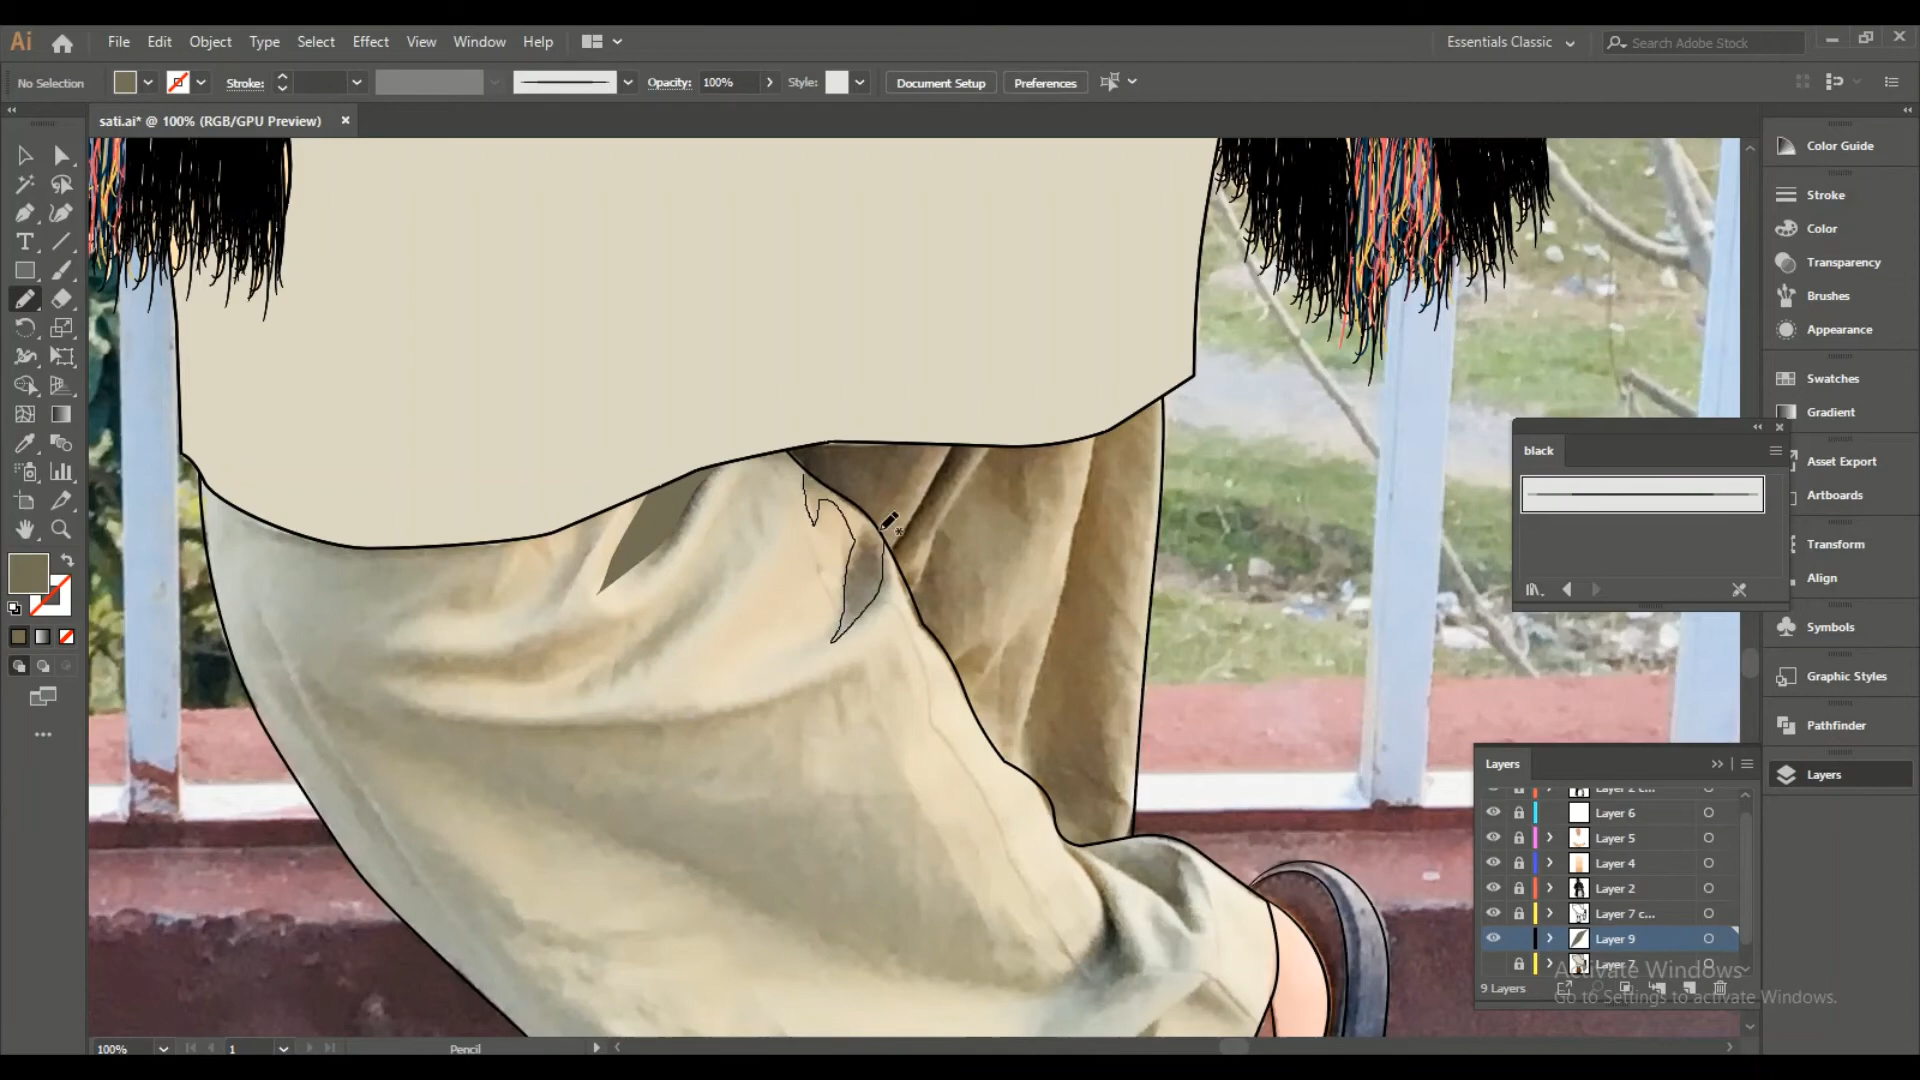 Ai File Edit Object Type Select Effect View Window Help Essentials Classic Search Adobe Stock
No Selection Stroke: Opacity: 100% Style: Document Setup Preferences
sati.ai* @ 100% (RGB/GPU Preview)
Color Guide
Stroke
Color
Transparency
Brushes
Appearance
Swatches
Gradient
black
Asset Export
Artboards
Transform
Align
Symbols
Graphic Styles
Pathfinder
Layers
Layers
Layer 2 c...
Layer 6
Layer 5
Layer 4
Layer 2
Layer 7 c...
Layer 9
Layer 7
9 Layers
Activate Windows
Go to Settings to activate Windows.
100% 1 Pencil